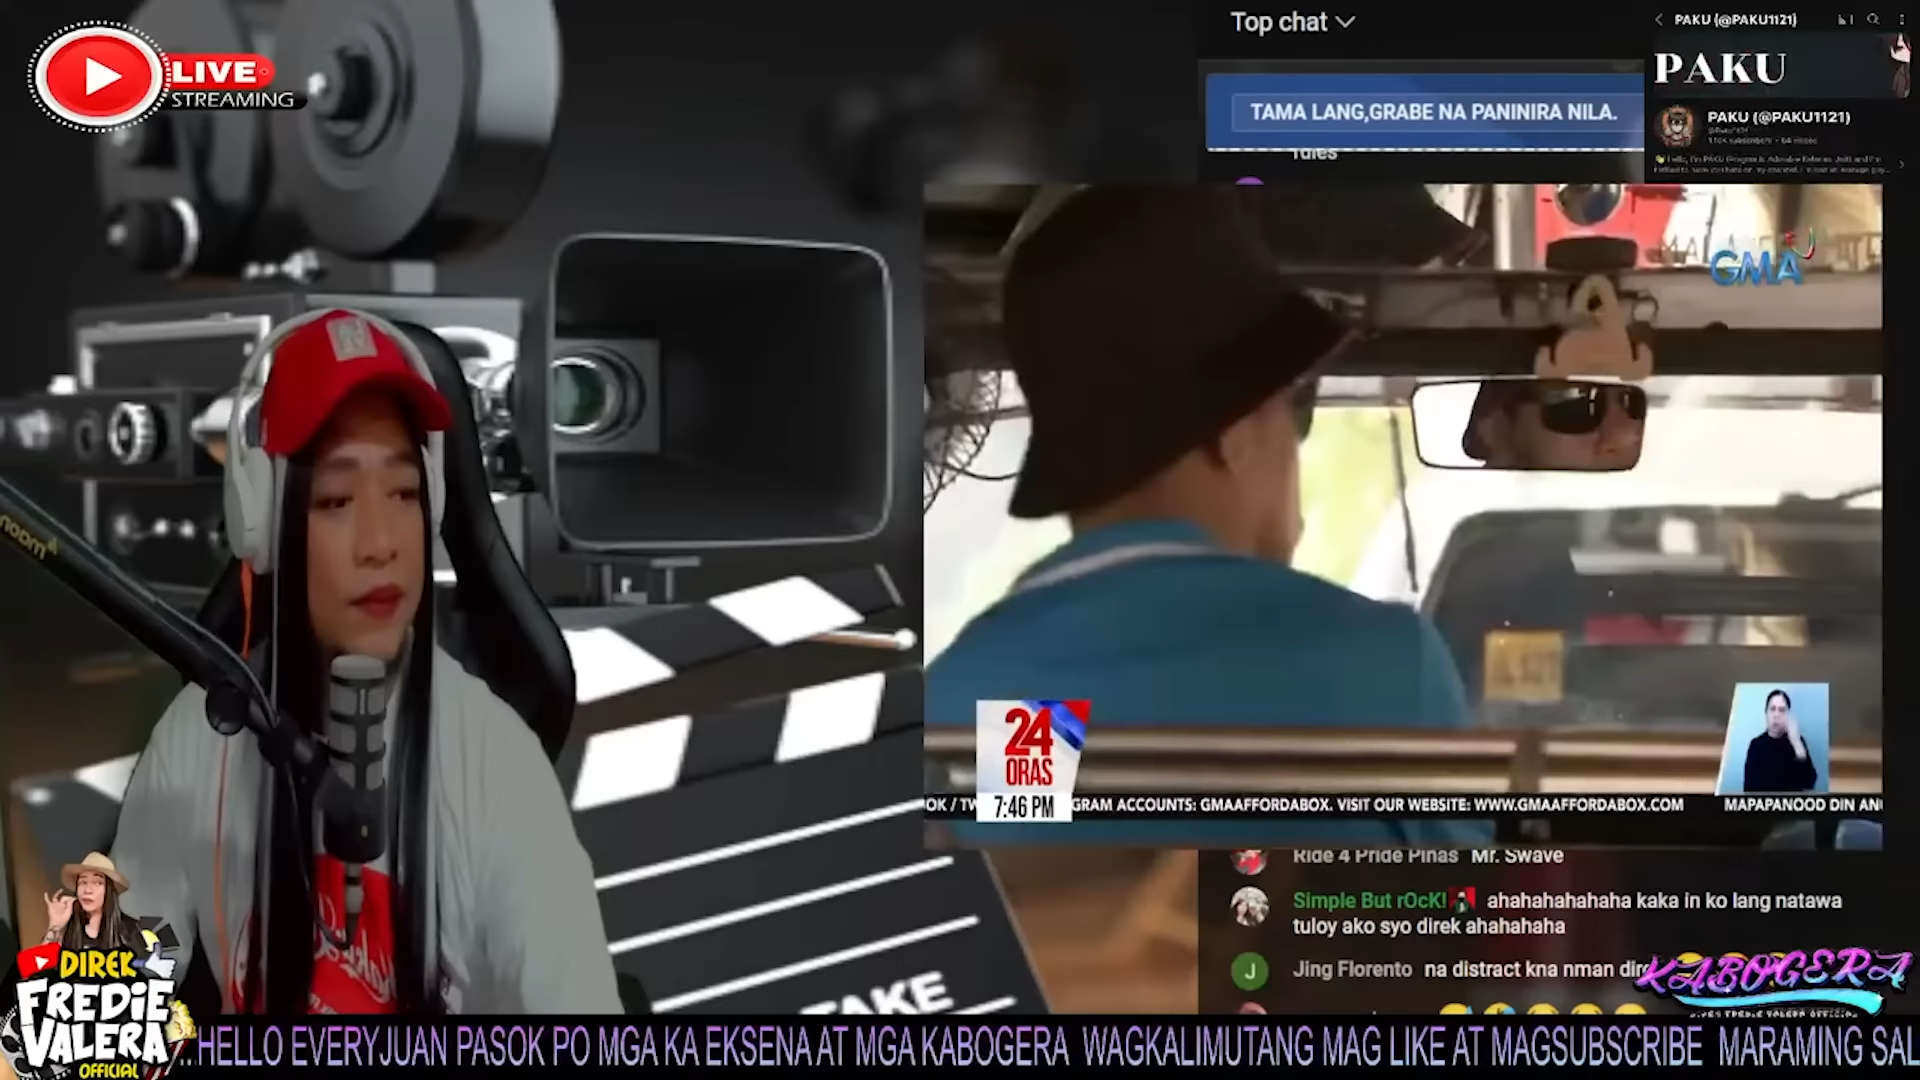 LIVE
STREAMING
Top chat
PAKU (@PAKU1121)
PAKU
TAMA LANG,GRABE NA PANINIRA NILA.
PAKU (@PAKU1121)
rules
GMA
24
ORAS
7:46 PM
GRAM ACCOUNTS: GMAAFFORDABOX. VISIT OUR WEBSITE: WWW.GMAAFFORDABOX.COM MAPAPANOOD DIN
Ride 4 Pride Pinas Mr. Swave
Simple But rOcK! ahahahahahaha kaka in ko lang natawa
tuloy ako syo direk ahahahaha
Jing Florento na distract kna nman
J
KABOGERA
noom
TAKE
DIREK
FREDiE
VALERA
OFFICIAL
HELLO EVERYJUAN PASOK PO MGA KA EKSENA AT MGA KABOGERA WAGKALIMUTANG MAG LIKE AT MAGSUBSCRIBE MARAMING SAL